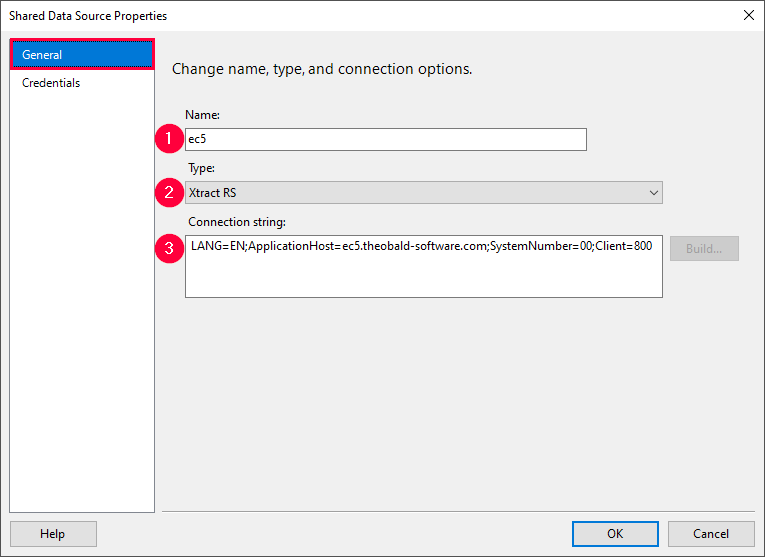 Shared Data Source Properties
General
Credentials
Change name, type, and connection options.
Name:
1
ec5
Type:
2
Xtract RS
Connection string:
3
LANG=EN;ApplicationHost=ec5.theobald-software.com;SystemNumber=00;Client=800
Build...
Help
OK
Cancel